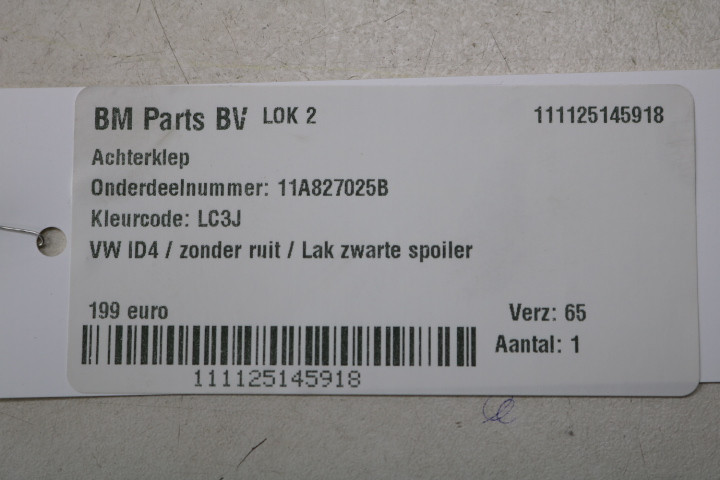 BM Parts BV LOK 2 111125145918
Achterklep
Onderdeelnummer: 11A827025B
Kleurcode: LC3J
VW ID4 / zonder ruit / Lak zwarte spoiler
199 euro Verz: 65
Aantal: 1
111125145918